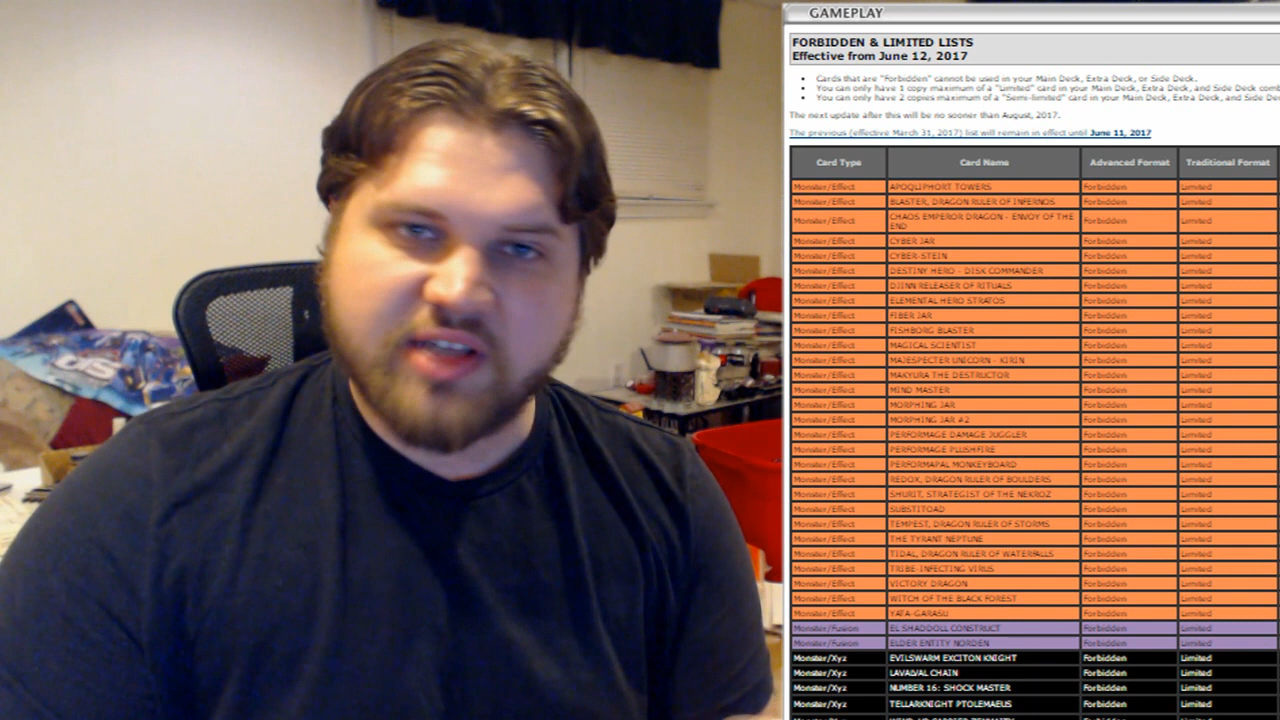 GAMEPLAY
FORBIDDEN & LIMITED LISTS
Effective from June 12, 2017
Cards that are "Forbidden" cannot be used in your Main Deck, Extra Deck, or Side Deck.
You can only have 1 copy maximum of a "Limited" card in your Main Deck, Extra Deck, and Side Deck comb
You can only have 2 copies maximum of a "Semi-limited" card in your Main Deck, Extra Deck, and Side De
The next update after this will be no sooner than August, 2017.
The previous (effective March 31, 2017) list will remain in effect until June 11, 2017
Card Type Card Name Advanced Format Traditional Format
Monster/Effect APOQLIPHORT TOWERS Forbidden Limited
Monster/Effect BLASTER, DRAGON RULER OF INFERNOS Forbidden Limited
Monster/Effect CHAOS EMPEROR DRAGON - ENVOY OF THE
END Forbidden Limited
Monster/Effect CYBER JAR Forbidden Limited
Monster/Effect CYBER-STEIN Forbidden Limited
Monster/Effect DESTINY HERO - DISK COMMANDER Forbidden Limited
Monster/Effect DJINN RELEASER OF RITUALS Forbidden Limited
Monster/Effect ELEMENTAL HERO STRATOS Forbidden Limited
Monster/Effect FIBER JAR Forbidden Limited
Monster/Effect FISHBORG BLASTER Forbidden Limited
Monster/Effect MAGICAL SCIENTIST Forbidden Limited
Monster/Effect MAJESPECTER UNICORN - KIRIN Forbidden Limited
Monster/Effect MAKYURA THE DESTRUCTOR Forbidden Limited
Monster/Effect MIND MASTER Forbidden Limited
Monster/Effect MORPHING JAR Forbidden Limited
Monster/Effect MORPHING JAR #2 Forbidden Limited
Monster/Effect PERFORMAGE DAMAGE JUGGLER Forbidden Limited
Monster/Effect PERFORMAGE PLUSHFIRE Forbidden Limited
Monster/Effect PERFORMAPAL MONKEYBOARD Forbidden Limited
Monster/Effect REDOX, DRAGON RULER OF BOULDERS Forbidden Limited
Monster/Effect SHURIT, STRATEGIST OF THE NEKROZ Forbidden Limited
Monster/Effect SUBSTITOAD Forbidden Limited
Monster/Effect TEMPEST, DRAGON RULER OF STORMS Forbidden Limited
Monster/Effect THE TYRANT NEPTUNE Forbidden Limited
Monster/Effect TIDAL, DRAGON RULER OF WATERFALLS Forbidden Limited
Monster/Effect TRIBE-INFECTING VIRUS Forbidden Limited
Monster/Effect VICTORY DRAGON Forbidden Limited
Monster/Effect WITCH OF THE BLACK FOREST Forbidden Limited
Monster/Effect YATA-GARASU Forbidden Limited
Monster/Fusion EL SHADDOLL CONSTRUCT Forbidden Limited
Monster/Fusion ELDER ENTITY NORDEN Forbidden Limited
Monster/Xyz EVILSWARM EXCITON KNIGHT Forbidden Limited
Monster/Xyz LAVALVAL CHAIN Forbidden Limited
Monster/Xyz NUMBER 16: SHOCK MASTER Forbidden Limited
Monster/Xyz TELLARKNIGHT PTOLEMAEUS Forbidden Limited